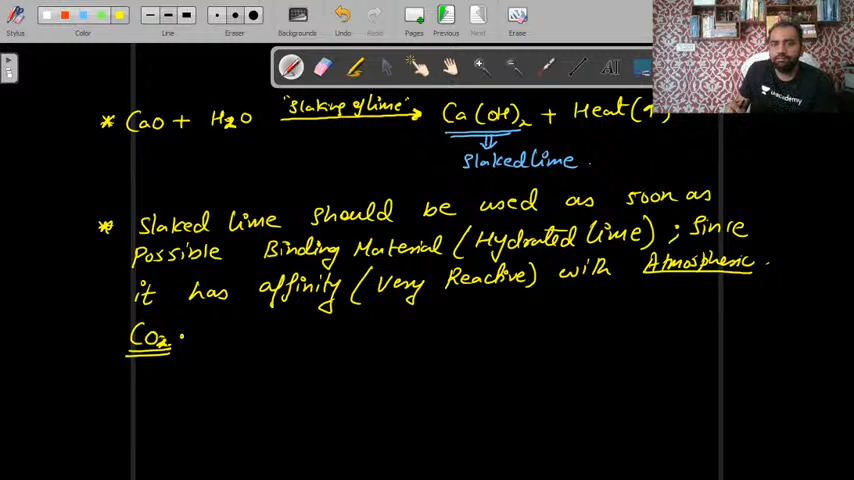 Stylus
Color
Line
Eraser
Backgrounds
Undo
Redo
Pages
Previous
Next
Erase
unacademy
* CaO + H2O "Slaking of lime" → Ca(OH)2 + Heat(↑)
⇓
Slaked lime.
* Slaked lime should be used as soon as
possible Binding Material (Hydrated lime); Since
it has affinity (Very Reactive) with Atmospheric.
CO2.